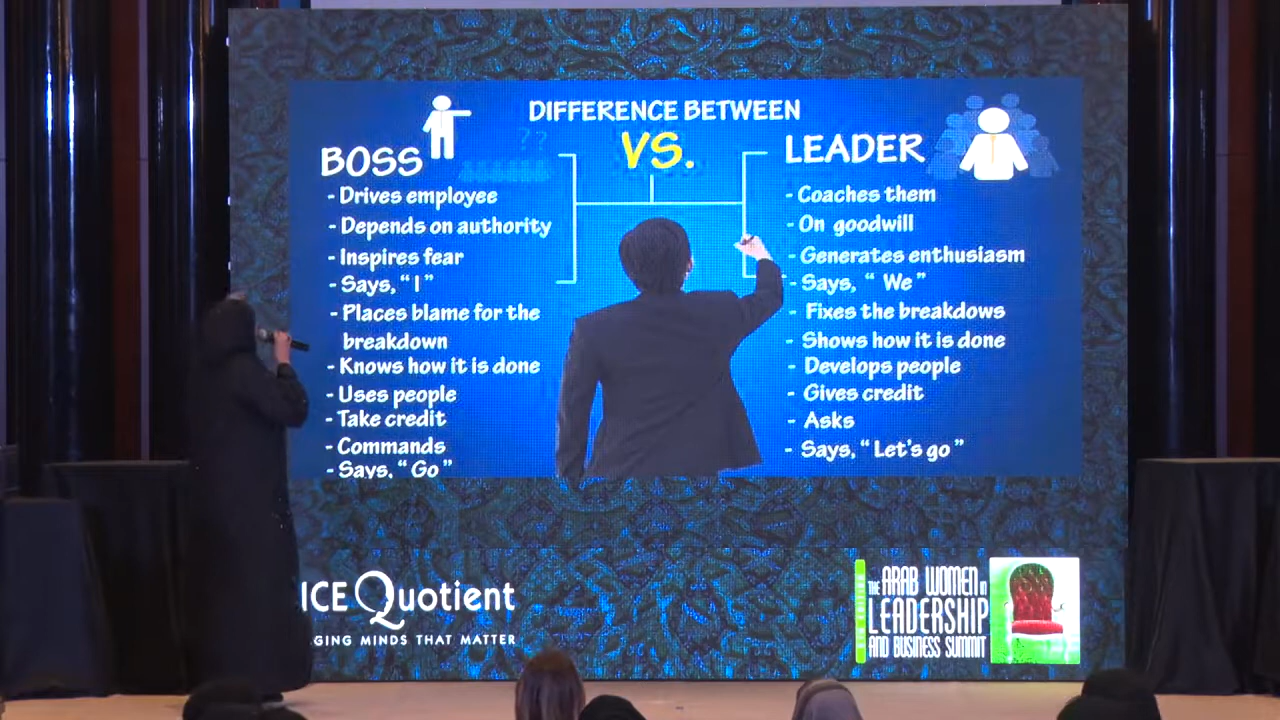 DIFFERENCE BETWEEN
VS.
BOSS
- Drives employee
- Depends on authority
- Inspires fear
- Says, " I "
- Places blame for the
breakdown
- Knows how it is done
- Uses people
- Take credit
- Commands
- Says, " Go "
LEADER
- Coaches them
- On goodwill
- Generates enthusiasm
- Says, " We "
- Fixes the breakdowns
- Shows how it is done
- Develops people
- Gives credit
- Asks
- Says, " Let's go "
? ?
ICE Quotient
GING MINDS THAT MATTER
THE ARAB WOMEN IN
LEADERSHIP
AND BUSINESS SUMMIT